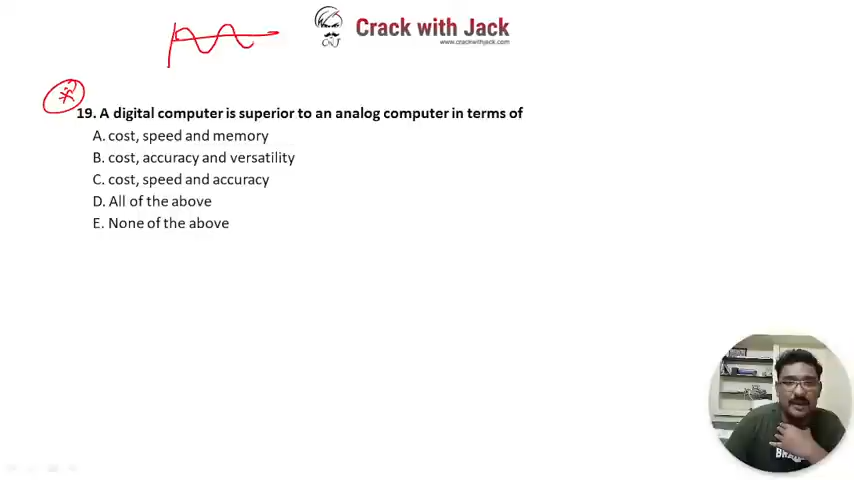 Crack with Jack
www.crackwithjack.com
CWJ
19. A digital computer is superior to an analog computer in terms of
A. cost, speed and memory
B. cost, accuracy and versatility
C. cost, speed and accuracy
D. All of the above
E. None of the above